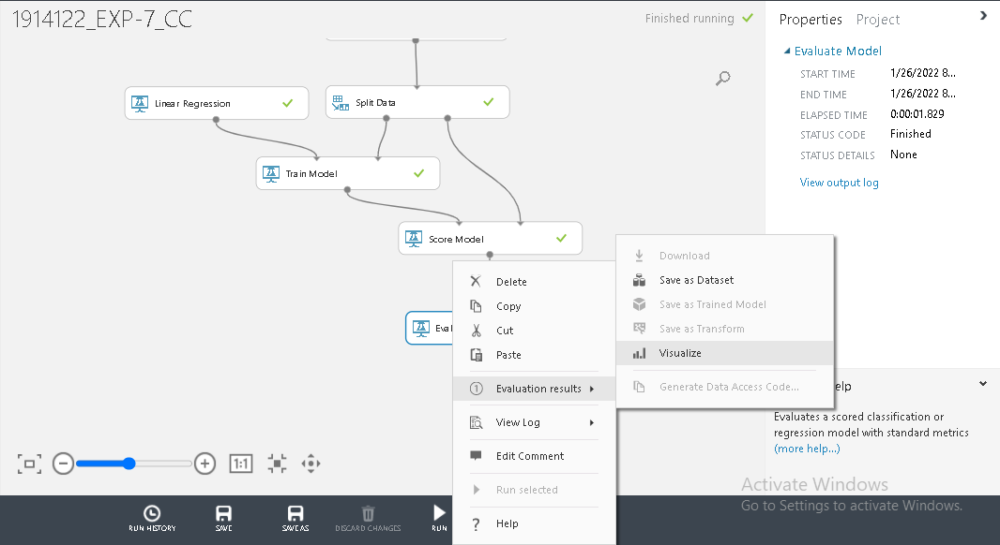 1914122_EXP-7_CC
Finished running
Properties Project
Evaluate Model
START TIME 1/26/2022 8...
END TIME 1/26/2022 8...
ELAPSED TIME 0:00:01.829
STATUS CODE Finished
STATUS DETAILS None
View output log
Linear Regression
Split Data
Train Model
Score Model
Eval
Delete
Copy
Cut
Paste
1 Evaluation results
View Log
Edit Comment
Run selected
? Help
Download
Save as Dataset
Save as Trained Model
Save as Transform
Visualize
Generate Data Access Code...
elp
Evaluates a scored classification or
regression model with standard metrics
(more help...)
Activate Windows
Go to Settings to activate Windows.
1:1
RUN HISTORY
SAVE
SAVE AS
DISCARD CHANGES
RUN